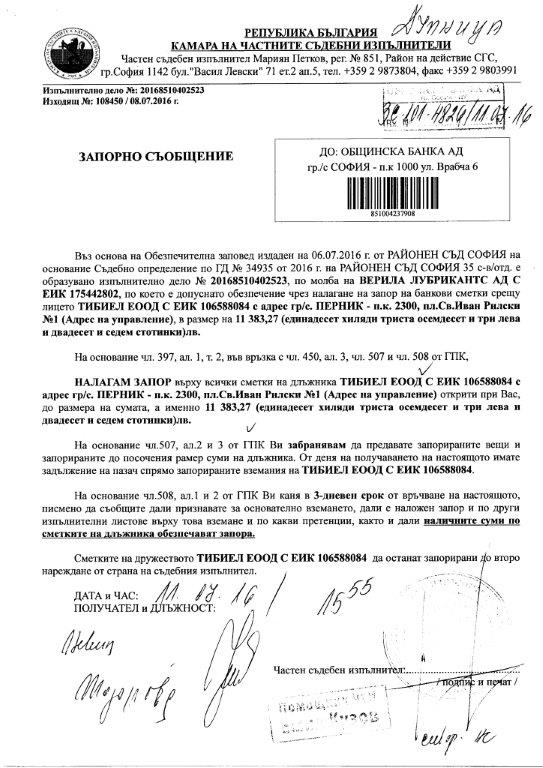 РЕПУБЛИКА БЪЛГАРИЯ
Дупница
КАМАРА НА ЧАСТНИТЕ СЪДЕБНИ ИЗПЪЛНИТЕЛИ
Частен съдебен изпълнител Мариян Петков, рег. № 851, Район на действие СГС,
гр.София 1142 бул."Васил Левски" 71 ет.2 ап.5, тел. +359 2 9873804, факс +359 2 9803991
Изпълнително дело №: 20168510402523
Изходящ №: 108450 / 08.07.2016 г.
ОБЩИНСКА БАНКА АД
11.07.16
ЗАПОРНО СЪОБЩЕНИЕ
ДО: ОБЩИНСКА БАНКА АД
гр./с СОФИЯ - п.к 1000 ул. Врабча 6
851004237908
Въз основа на Обезпечителна заповед издаден на 06.07.2016 г. от РАЙОНЕН СЪД СОФИЯ на
основание Съдебно определение по ГД № 34935 от 2016 г. на РАЙОНЕН СЪД СОФИЯ 35 с-в/отд. е
образувано изпълнително дело № 20168510402523, по молба на ВЕРИЛА ЛУБРИКАНТС АД С
ЕИК 175442802, по което е допуснато обезпечение чрез налагане на запор на банкови сметки срещу
лицето ТИБИЕЛ ЕООД С ЕИК 106588084 с адрес гр/с. ПЕРНИК - п.к. 2300, пл.Св.Иван Рилски
№1 (Адрес на управление), в размер на 11 383,27 (единадесет хиляди триста осемдесет и три лева
и двадесет и седем стотинки)лв.
На основание чл. 397, ал. 1, т. 2, във връзка с чл. 450, ал. 3, чл. 507 и чл. 508 от ГПК,
НАЛАГАМ ЗАПОР върху всички сметки на длъжника ТИБИЕЛ ЕООД С ЕИК 106588084 с
адрес гр/с. ПЕРНИК - п.к. 2300, пл.Св.Иван Рилски №1 (Адрес на управление) открити при Вас,
до размера на сумата, а именно 11 383,27 (единадесет хиляди триста осемдесет и три лева и
двадесет и седем стотинки)лв.
На основание чл.507, ал.2 и 3 от ГПК Ви забранявам да предавате запорираните вещи и
запорираните до посочения рамер суми на длъжника. От деня на получаването на настоящото имате
задължение на пазач спрямо запорираните вземания на ТИБИЕЛ ЕООД С ЕИК 106588084.
На основание чл.508, ал.1 и 2 от ГПК Ви каня в 3-дневен срок от връчване на настоящото,
писмено да съобщите дали признавате за основателно вземането, дали е наложен запор и по други
изпълнителни листове върху това вземане и по какви претенции, както и дали наличните суми по
сметките на длъжника обезпечават запора.
Сметките на дружеството ТИБИЕЛ ЕООД С ЕИК 106588084 да останат запорирани до второ
нареждане от страна на съдебния изпълнител.
ДАТА и ЧАС: 11.07.16/ 15 55
ПОЛУЧАТЕЛ и ДЛЪЖНОСТ:
Частен съдебен изпълнител:
/ подпис и печат /